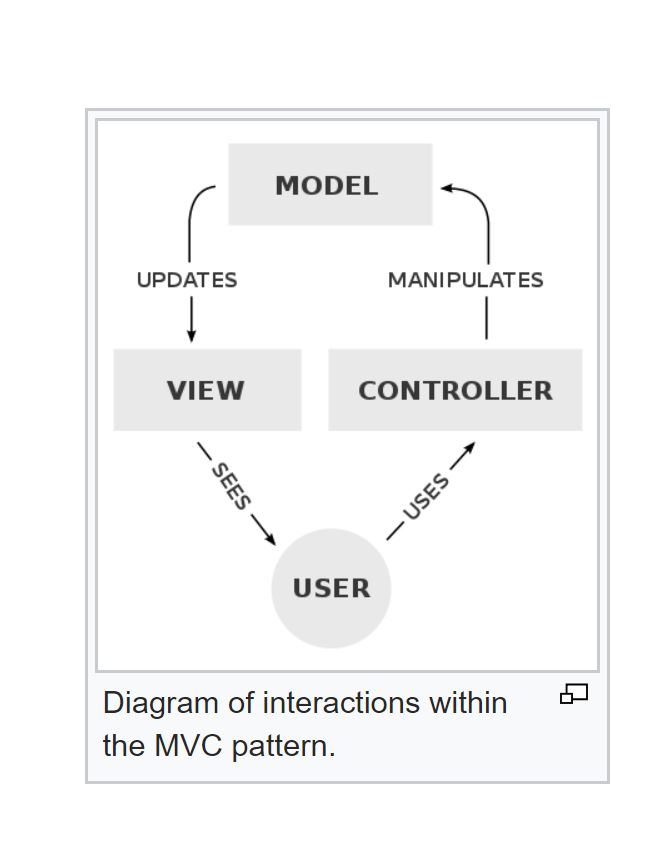 MODEL
UPDATES
MANIPULATES
VIEW
CONTROLLER
SEES
USES
USER
Diagram of interactions within
the MVC pattern.